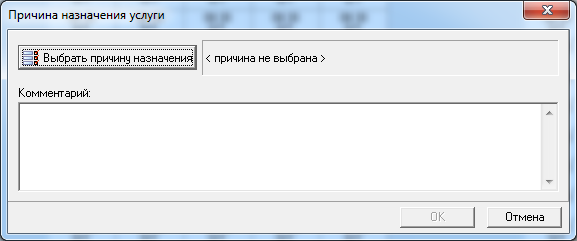 Причина назначения услуги
Выбрать причину назначения
< причина не выбрана >
Комментарий:
OK
Отмена